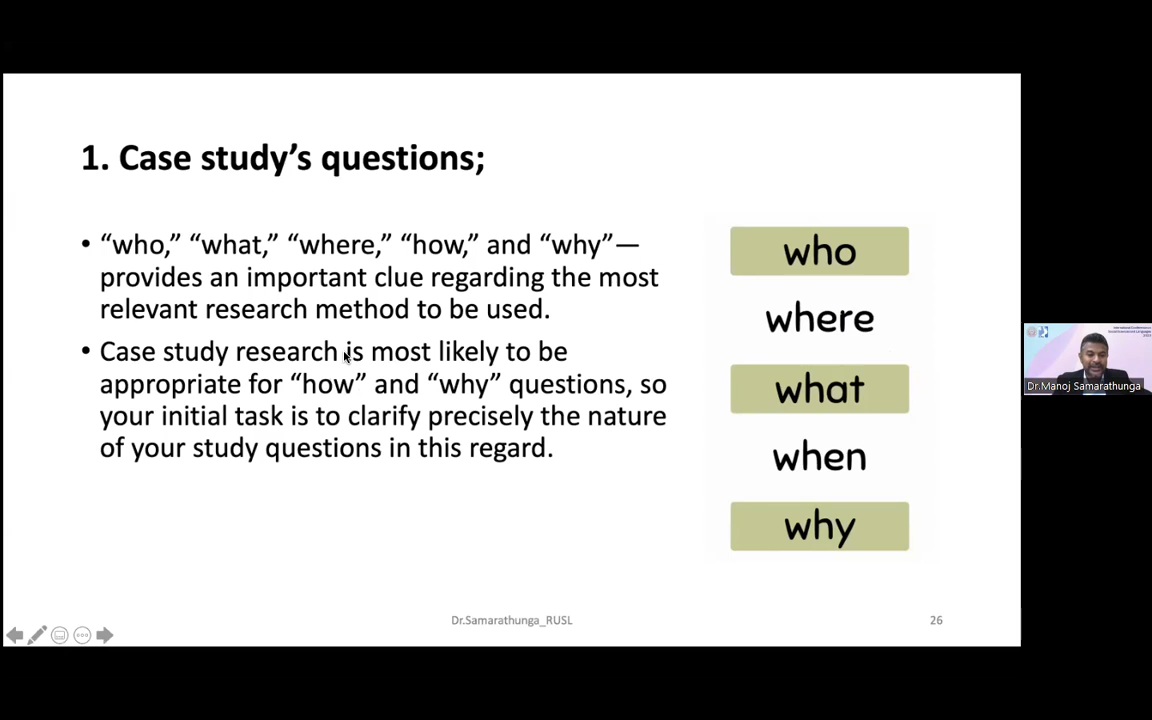 1. Case study’s questions;
• “who,” “what,” “where,” “how,” and “why”—
provides an important clue regarding the most
relevant research method to be used.
• Case study research is most likely to be
appropriate for “how” and “why” questions, so
your initial task is to clarify precisely the nature
of your study questions in this regard.
who
where
what
when
why
Dr.Samarathunga_RUSL
26
Dr.Manoj Samarathunga